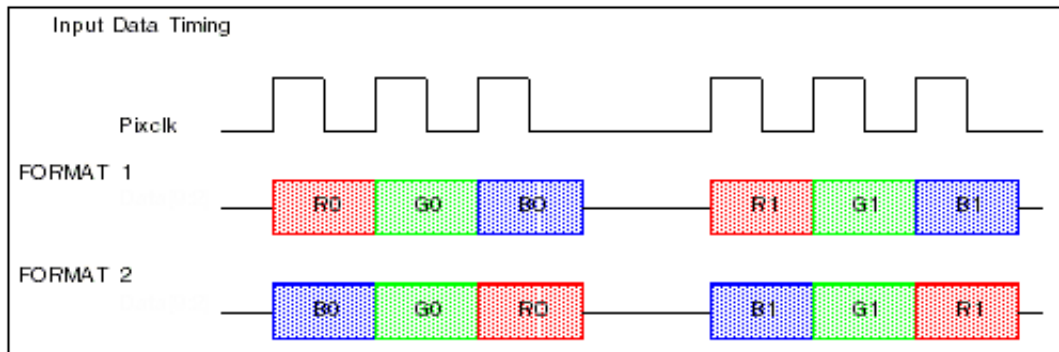 Input Data Timing
Pixclk
FORMAT 1
R0 G0 B0 R1 G1 B1
FORMAT 2
B0 G0 R0 B1 G1 R1